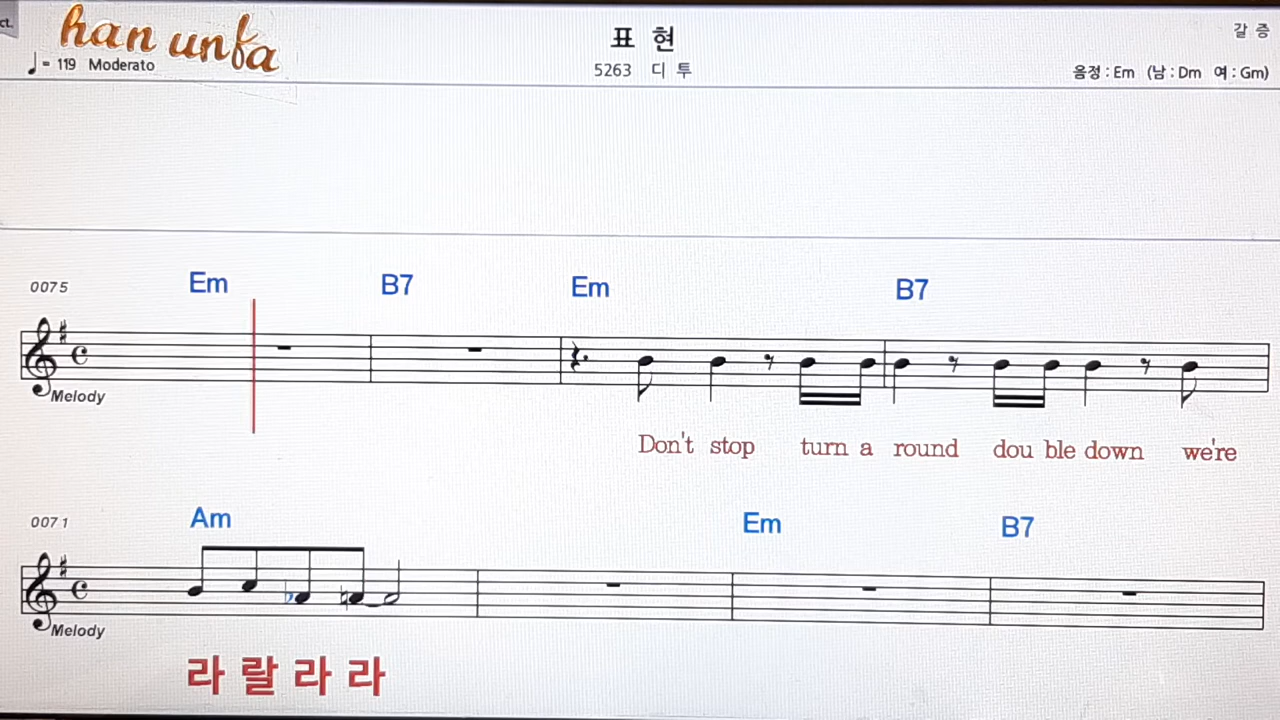 ct.
han unfa
표 현
갈 증
♩= 119 Moderato
5263 디 투
음정 : Em (남 : Dm 여 : Gm)
0075 Em B7 Em B7
Melody
Don't stop turn a round dou ble down we're
0071 Am Em B7
Melody
라 랄 라 라